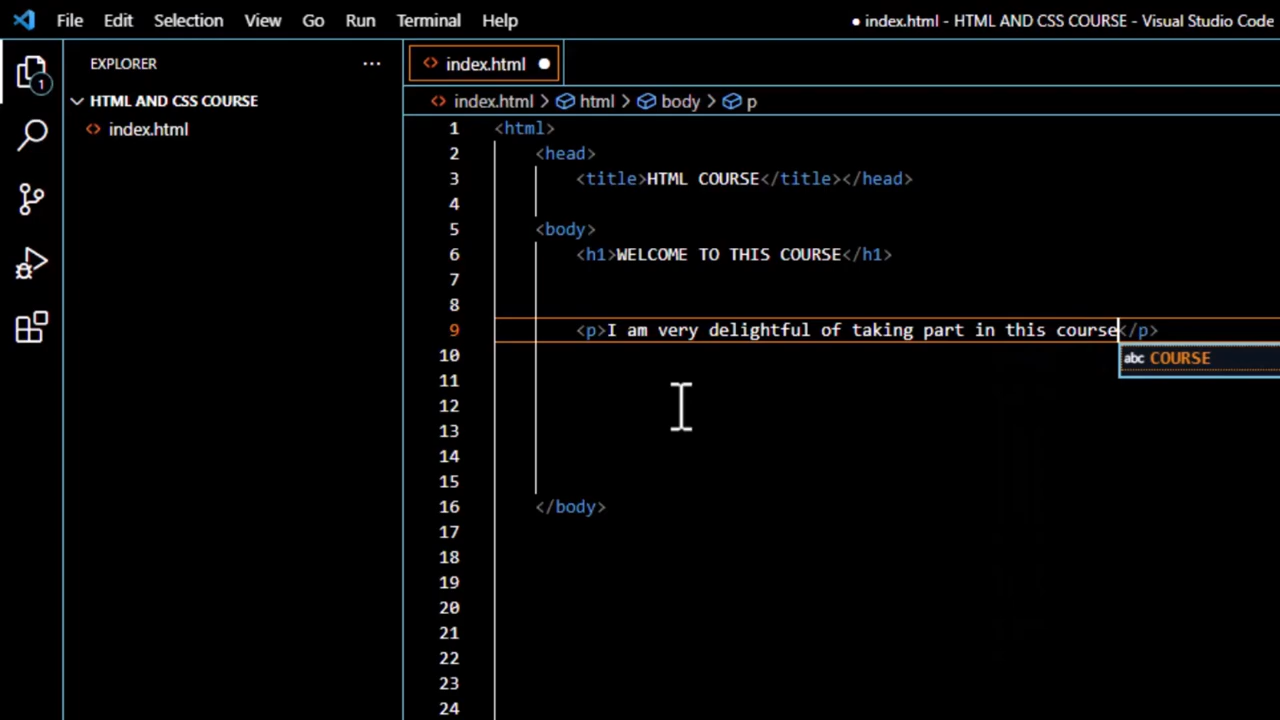 File Edit Selection View Go Run Terminal Help ● index.html - HTML AND CSS COURSE - Visual Studio Code
EXPLORER ···
index.html ●
1
HTML AND CSS COURSE
index.html
index.html > html > body > p
1 <html>
2 <head>
3 <title>HTML COURSE</title></head>
4
5 <body>
6 <h1>WELCOME TO THIS COURSE</h1>
7
8
9 <p>I am very delightful of taking part in this course</p>
abc COURSE
10
11
12
13
14
15
16 </body>
17
18
19
20
21
22
23
24